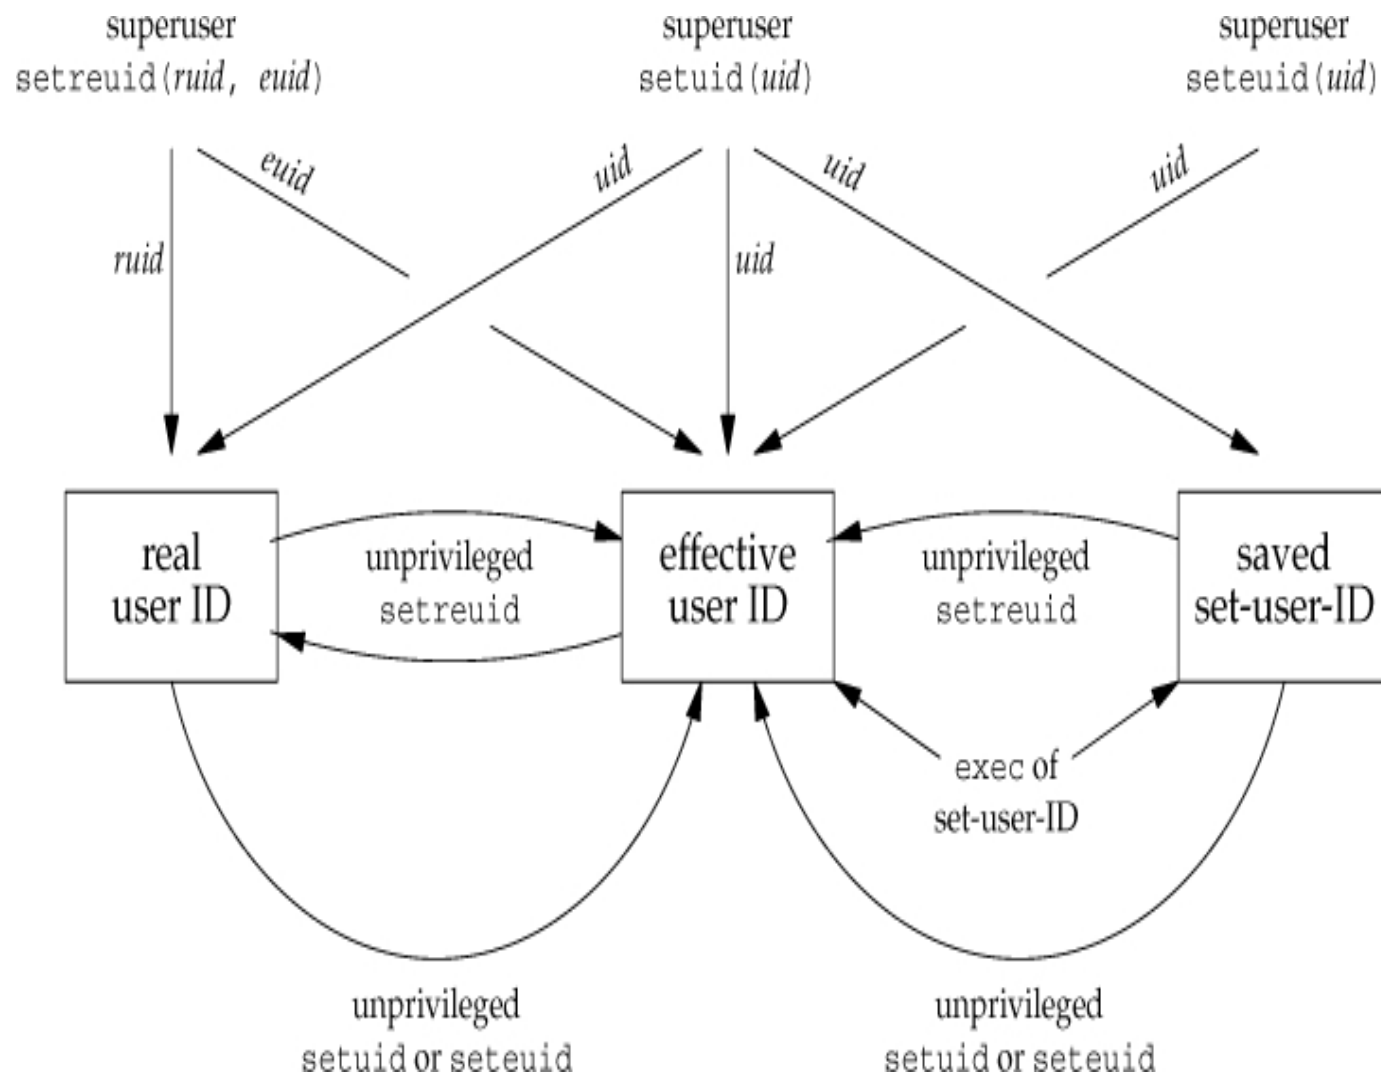 superuser
setreuid(ruid, euid)
superuser
setuid(uid)
superuser
seteuid(uid)
euid
uid
uid
uid
ruid
uid
real
user ID
unprivileged
setreuid
effective
user ID
unprivileged
setreuid
saved
set-user-ID
exec of
set-user-ID
unprivileged
setuid or seteuid
unprivileged
setuid or seteuid